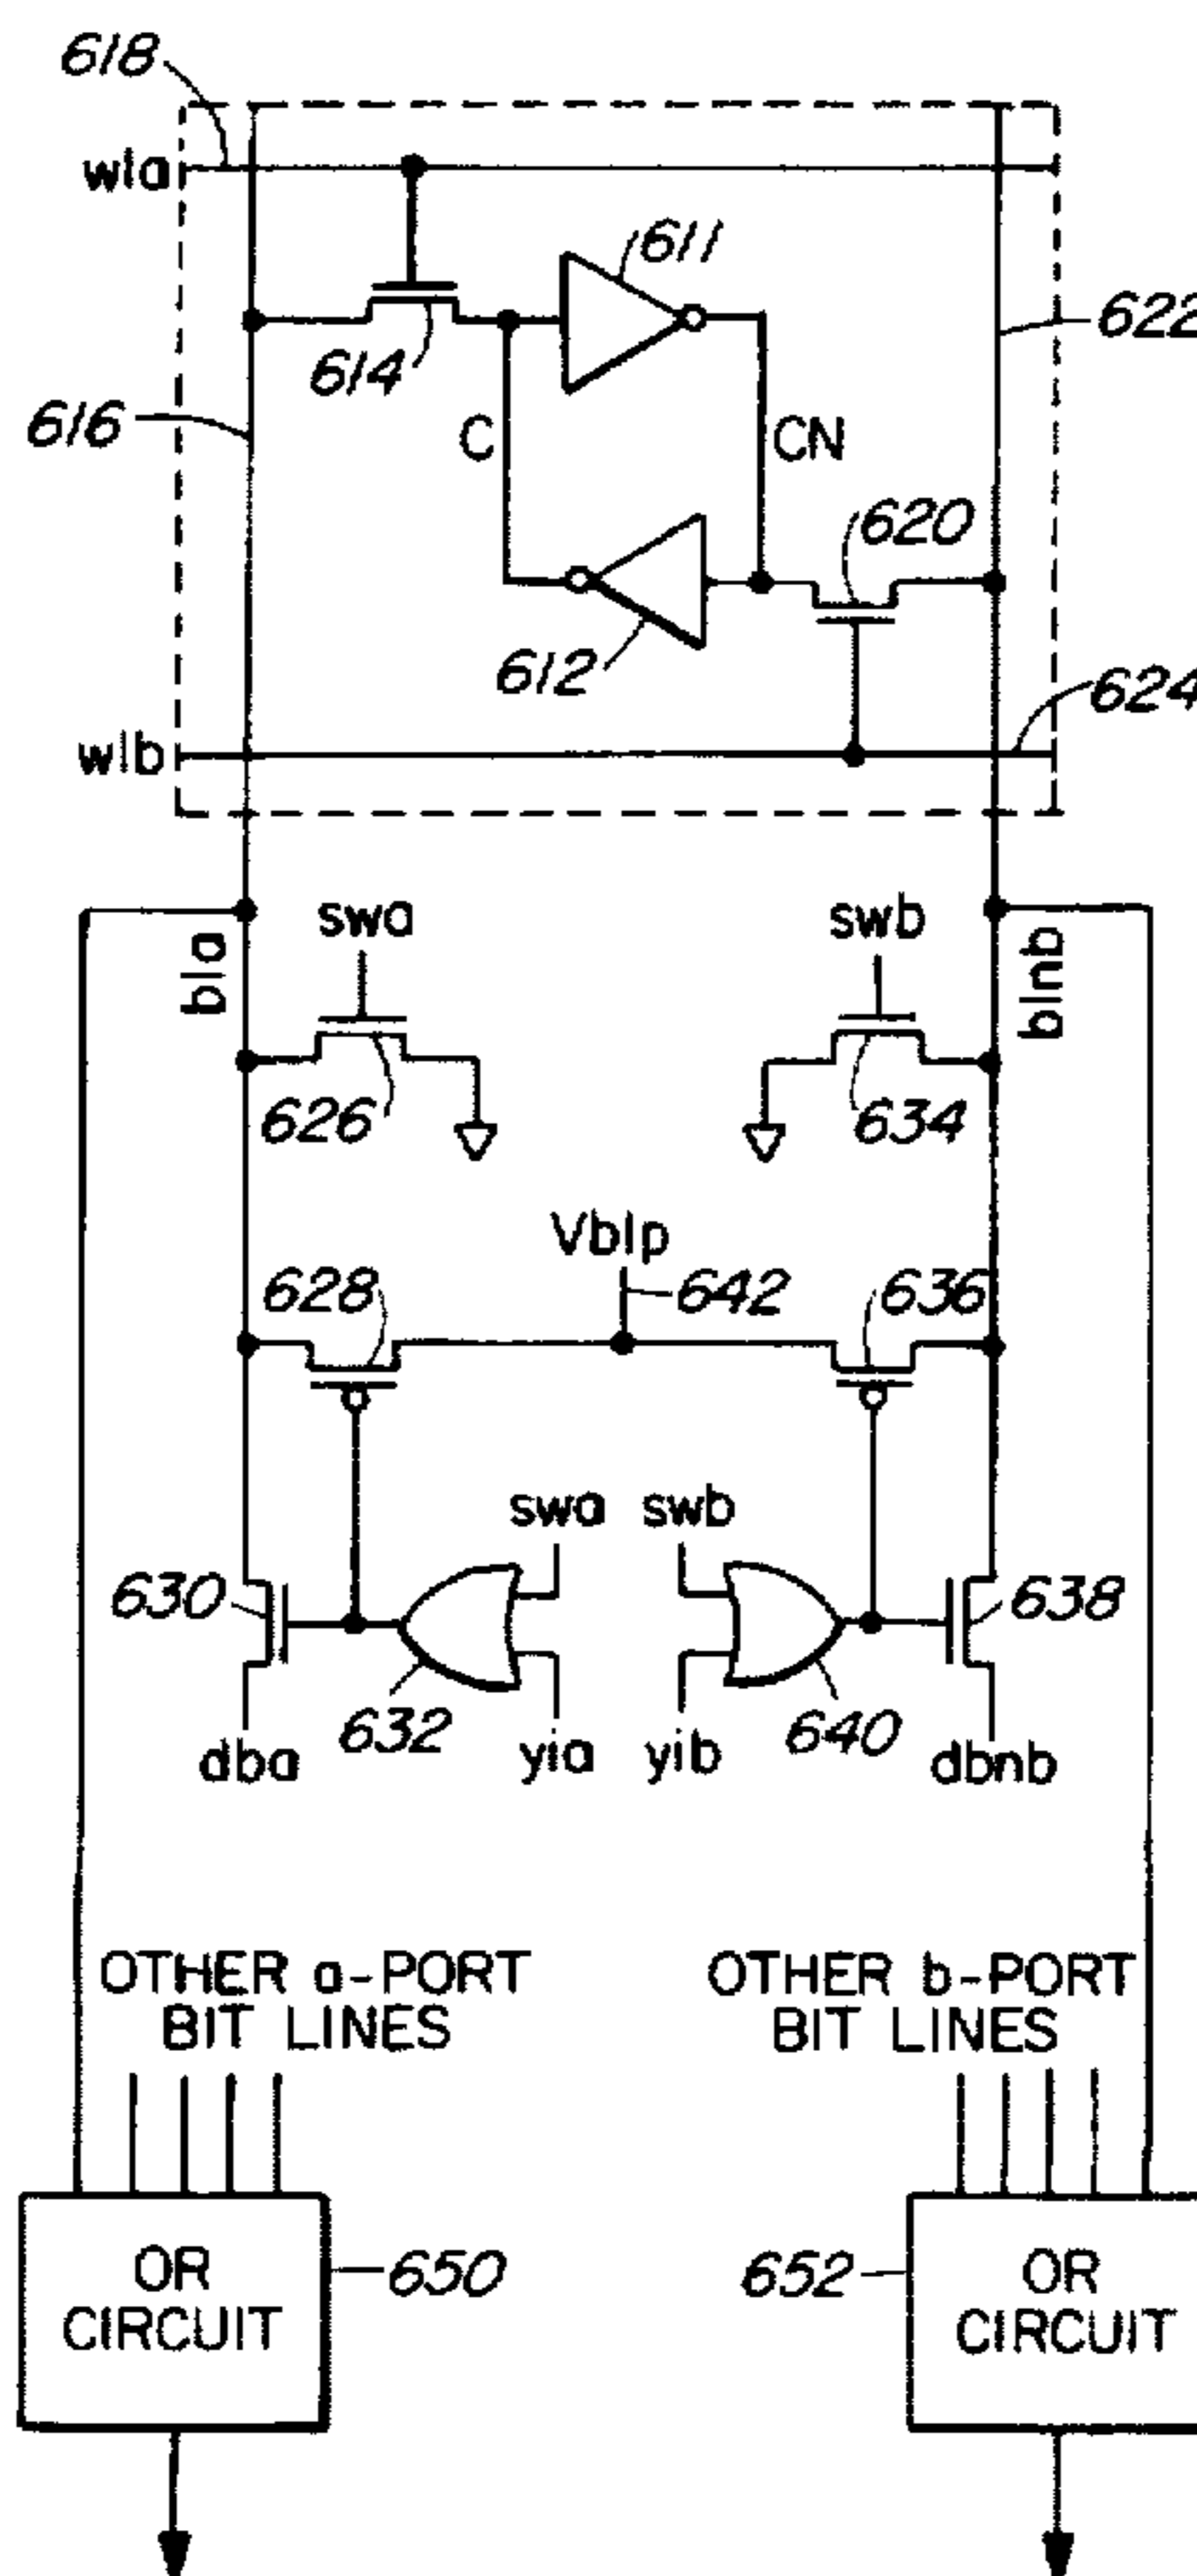 618
wla
611
622
614
616
C
CN
620
612
624
wlb
swa
swb
bla
blnb
626
634
Vblp
628
642
636
swa
swb
630
638
632
640
dba
yia
yib
dbnb
OTHER a-PORT
BIT LINES
OTHER b-PORT
BIT LINES
OR
CIRCUIT
650
652
OR
CIRCUIT